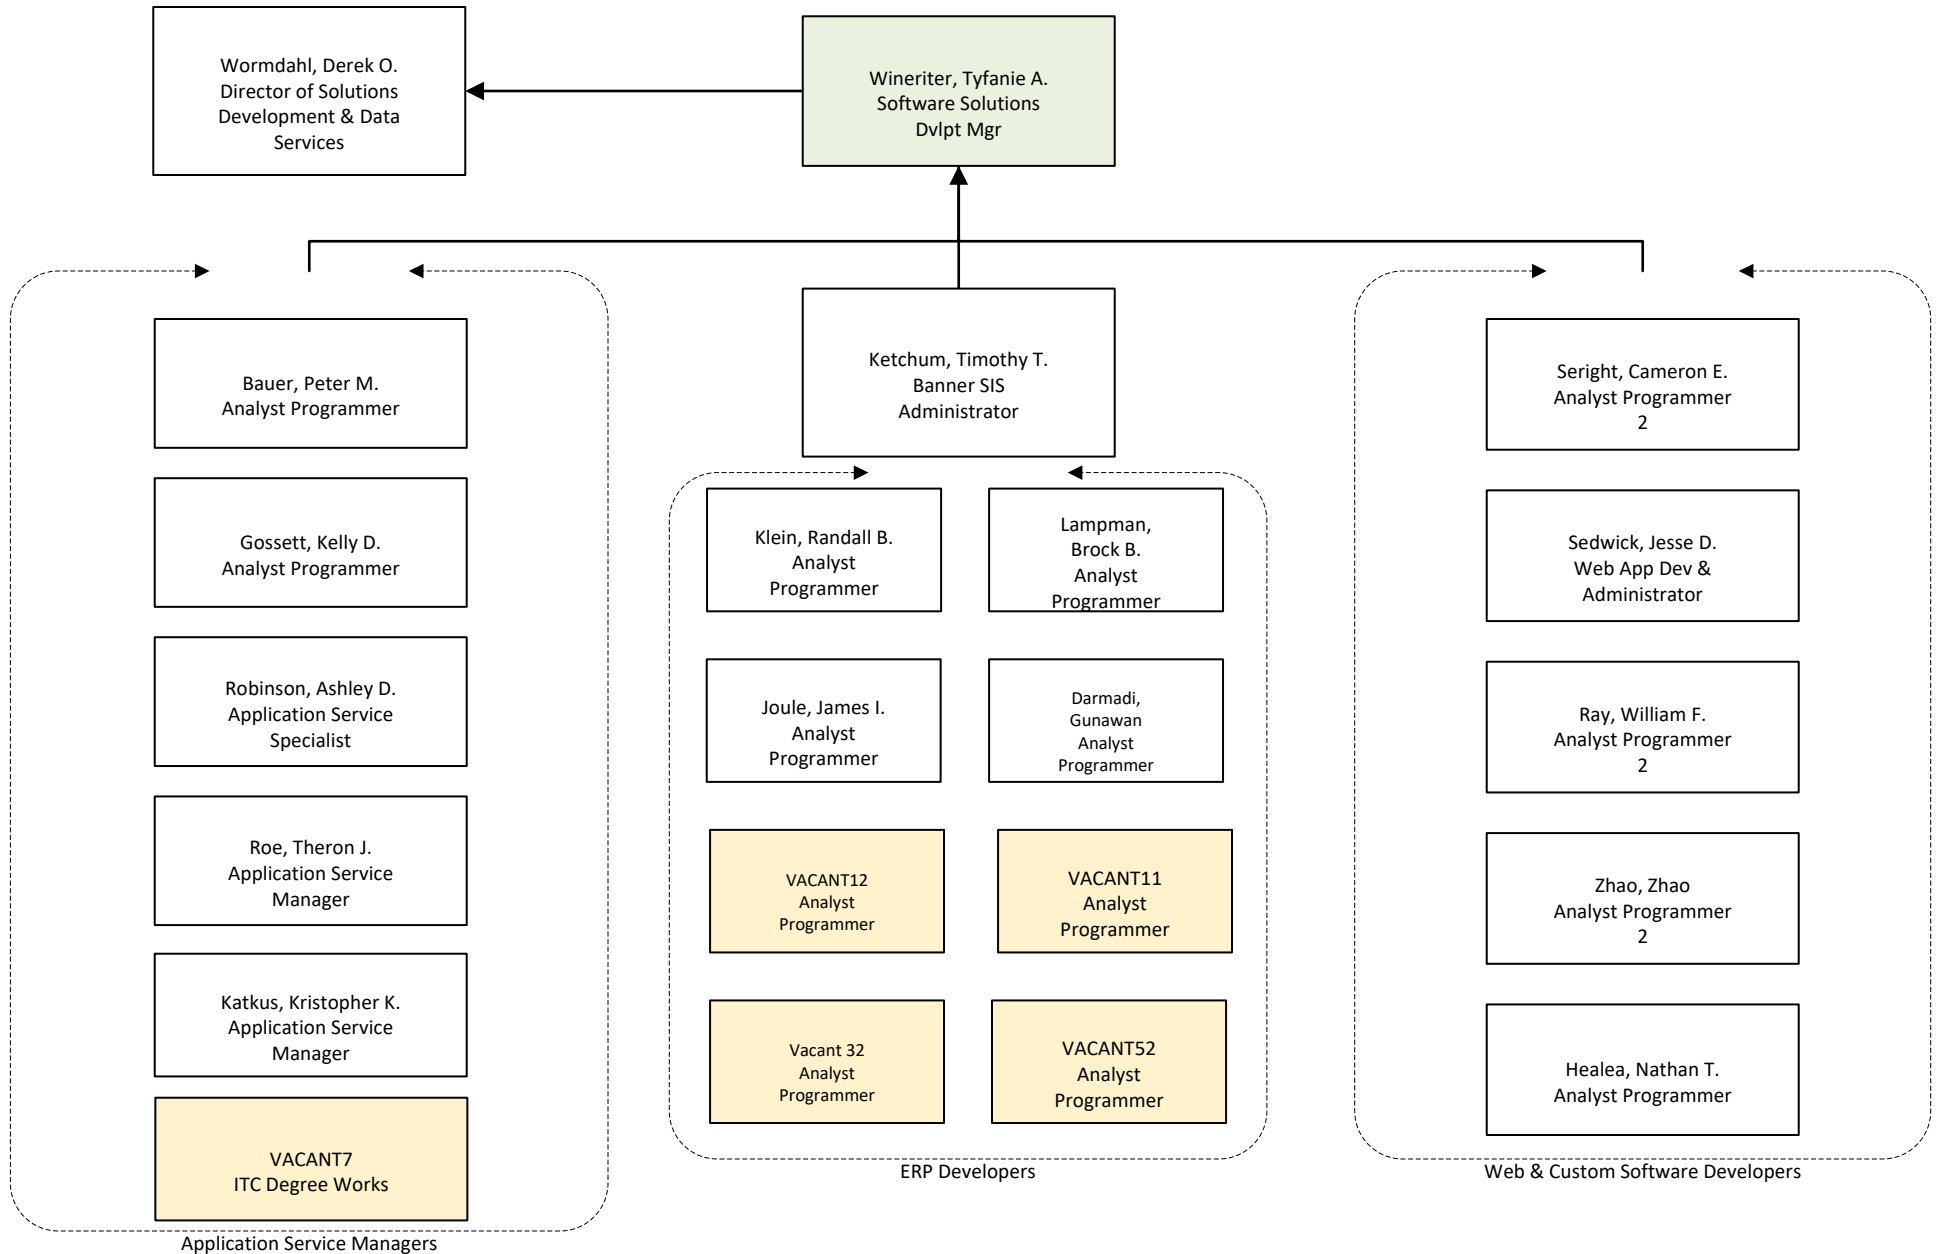 Wormdahl, Derek O.
Director of Solutions
Development & Data
Services
Wineriter, Tyfanie A.
Software Solutions
Dvlpt Mgr
Bauer, Peter M.
Analyst Programmer
Gossett, Kelly D.
Analyst Programmer
Robinson, Ashley D.
Application Service
Specialist
Roe, Theron J.
Application Service
Manager
Katkus, Kristopher K.
Application Service
Manager
VACANT7
ITC Degree Works
Application Service Managers
Ketchum, Timothy T.
Banner SIS
Administrator
Klein, Randall B.
Analyst
Programmer
Lampman,
Brock B.
Analyst
Programmer
Joule, James I.
Analyst
Programmer
Darmadi,
Gunawan
Analyst
Programmer
VACANT12
Analyst
Programmer
VACANT11
Analyst
Programmer
Vacant 32
Analyst
Programmer
VACANT52
Analyst
Programmer
ERP Developers
Seright, Cameron E.
Analyst Programmer
2
Sedwick, Jesse D.
Web App Dev &
Administrator
Ray, William F.
Analyst Programmer
2
Zhao, Zhao
Analyst Programmer
2
Healea, Nathan T.
Analyst Programmer
Web & Custom Software Developers